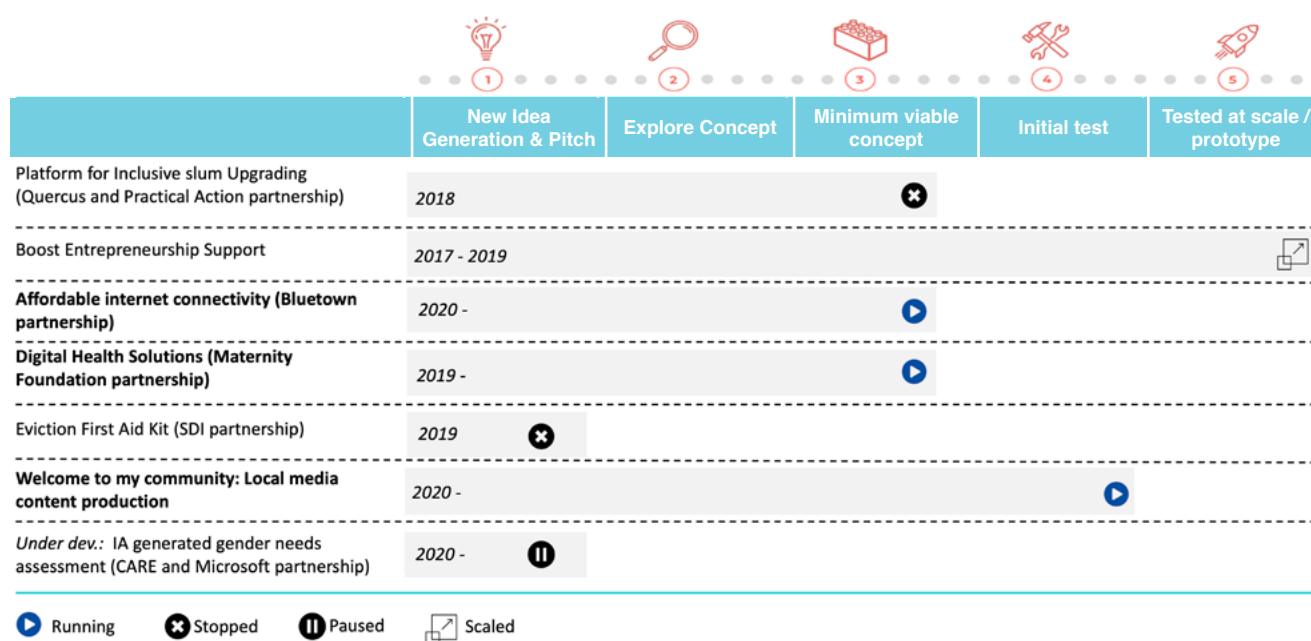 1 2 3 4 5
New Idea Generation & Pitch
Explore Concept
Minimum viable concept
Initial test
Tested at scale / prototype
Platform for Inclusive slum Upgrading
(Quercus and Practical Action partnership)
2018
Boost Entrepreneurship Support
2017 - 2019
Affordable internet connectivity (Bluetown
partnership)
2020 -
Digital Health Solutions (Maternity
Foundation partnership)
2019 -
Eviction First Aid Kit (SDI partnership)
2019
Welcome to my community: Local media
content production
2020 -
Under dev.: IA generated gender needs
assessment (CARE and Microsoft partnership)
2020 -
Running Stopped Paused Scaled